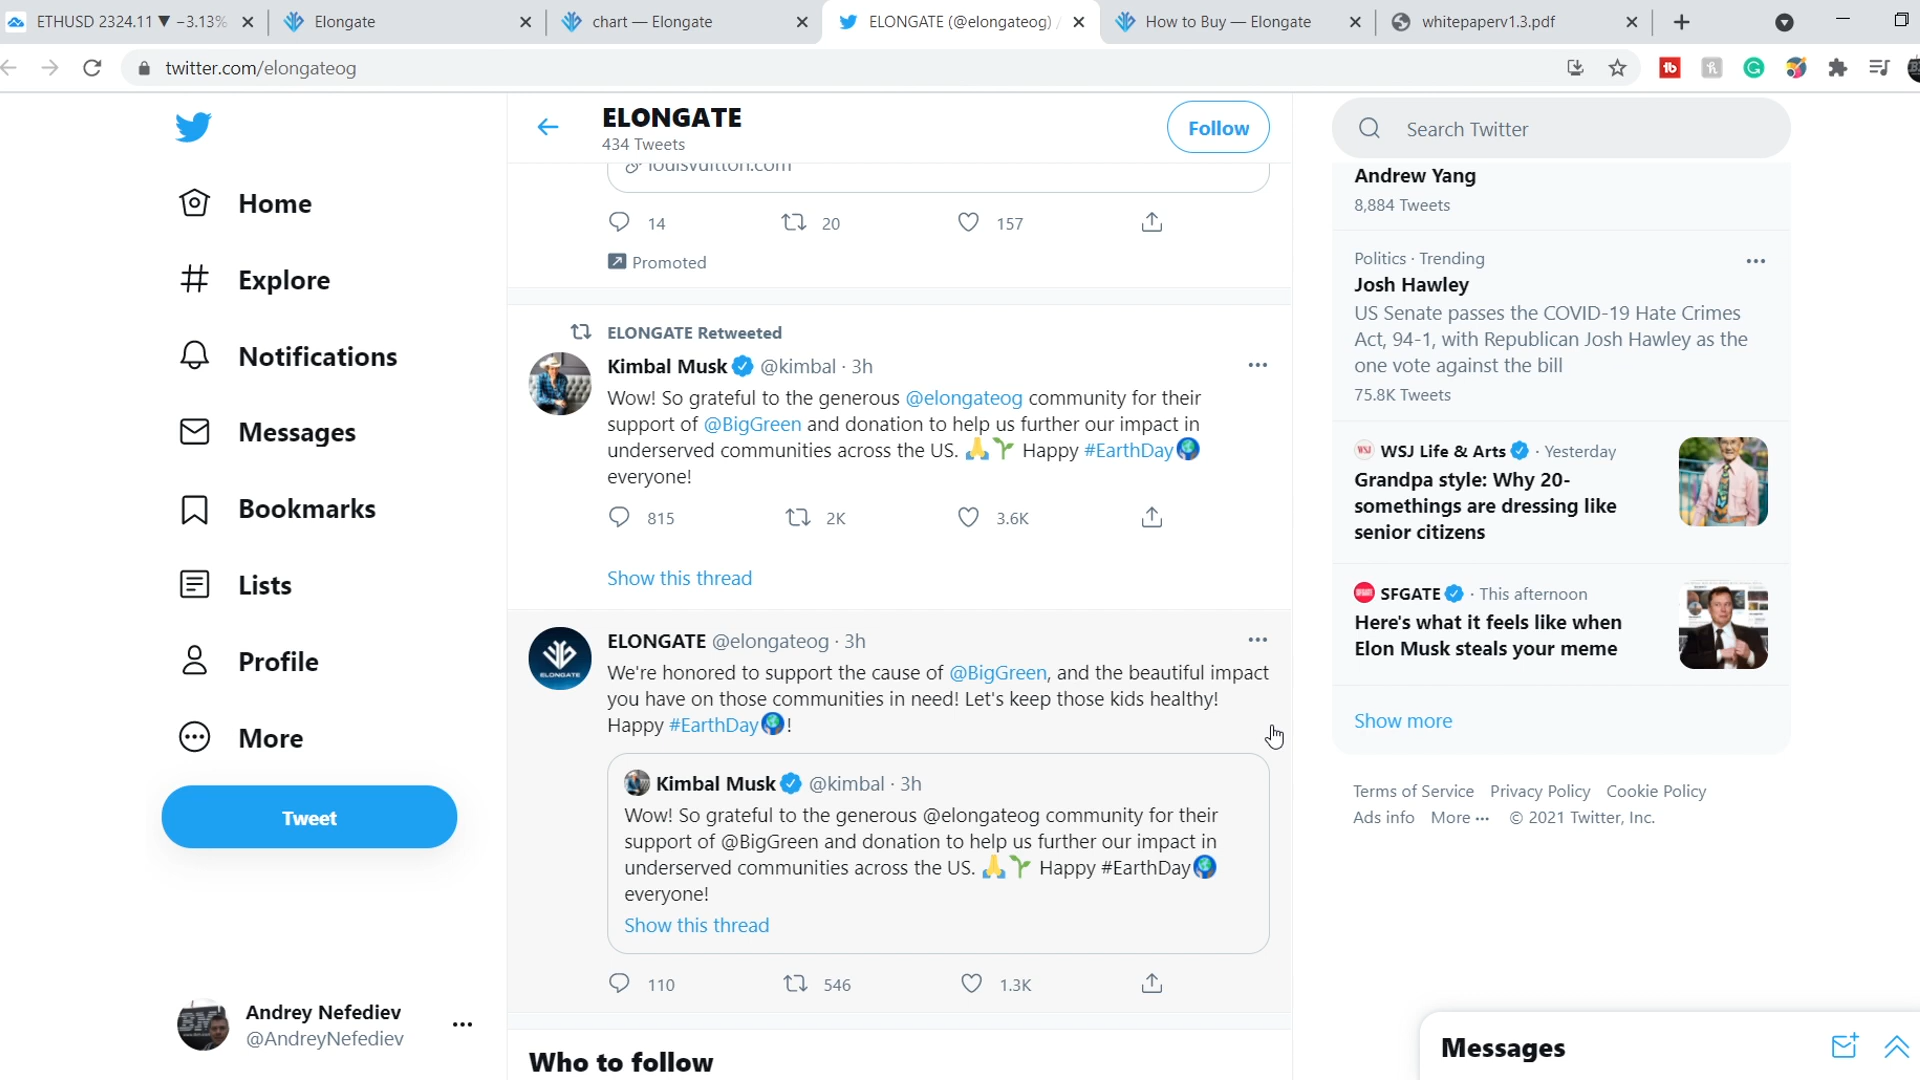 ETHUSD 2324.11 ▼ −3.13%
Elongate
chart — Elongate
ELONGATE (@elongateog) /
How to Buy — Elongate
whitepaperv1.3.pdf
twitter.com/elongateog
Home
Explore
Notifications
Messages
Bookmarks
Lists
Profile
More
Tweet
Andrey Nefediev
@AndreyNefediev
ELONGATE
434 Tweets
Follow
louisvuitton.com
14 20 157
Promoted
ELONGATE Retweeted
Kimbal Musk @kimbal · 3h
Wow! So grateful to the generous @elongateog community for their
support of @BigGreen and donation to help us further our impact in
underserved communities across the US. 🙏🌱 Happy #EarthDay🌎
everyone!
815 2K 3.6K
Show this thread
ELONGATE @elongateog · 3h
We're honored to support the cause of @BigGreen, and the beautiful impact
you have on those communities in need! Let's keep those kids healthy!
Happy #EarthDay🌎!
Kimbal Musk @kimbal · 3h
Wow! So grateful to the generous @elongateog community for their
support of @BigGreen and donation to help us further our impact in
underserved communities across the US. 🙏🌱 Happy #EarthDay🌎
everyone!
Show this thread
110 546 1.3K
Who to follow
Search Twitter
Andrew Yang
8,884 Tweets
Politics · Trending
Josh Hawley
US Senate passes the COVID-19 Hate Crimes
Act, 94-1, with Republican Josh Hawley as the
one vote against the bill
75.8K Tweets
WSJ Life & Arts · Yesterday
Grandpa style: Why 20-
somethings are dressing like
senior citizens
SFGATE · This afternoon
Here's what it feels like when
Elon Musk steals your meme
Show more
Terms of Service Privacy Policy Cookie Policy
Ads info More ··· © 2021 Twitter, Inc.
Messages